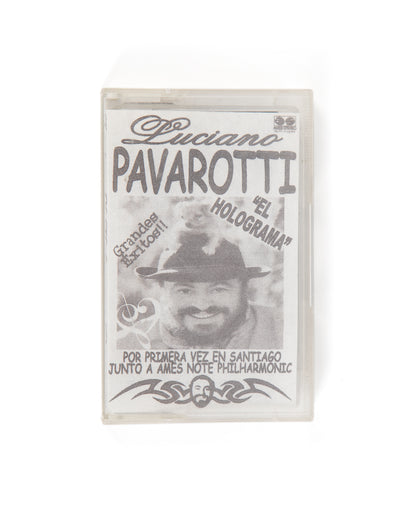 Luciano
PAVAROTTI
"EL
HOLOGRAMA"
Grandes
Exitos!!
POR PRIMERA VEZ EN SANTIAGO
JUNTO A AMES NOTE PHILHARMONIC